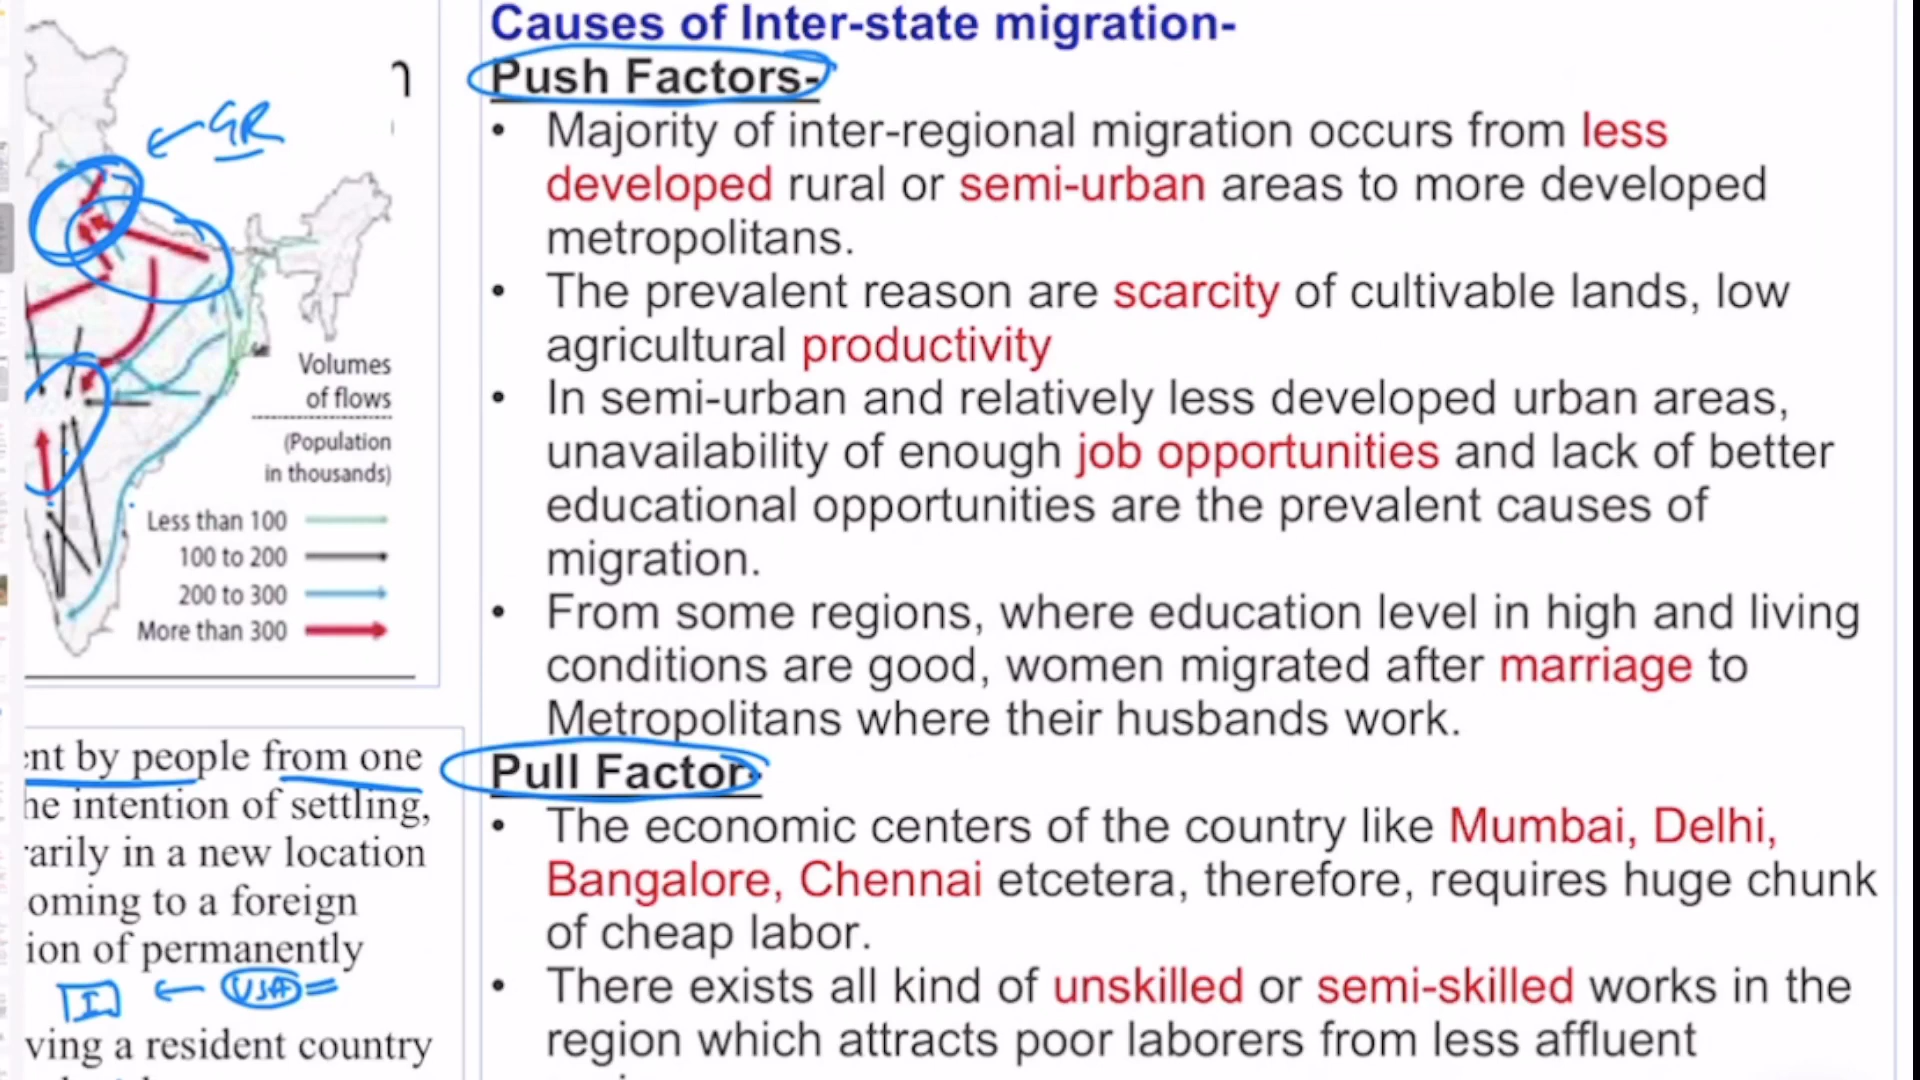 Causes of Inter-state migration-
Push Factors-
• Majority of inter-regional migration occurs from less
developed rural or semi-urban areas to more developed
metropolitans.
• The prevalent reason are scarcity of cultivable lands, low
agricultural productivity
• In semi-urban and relatively less developed urban areas,
unavailability of enough job opportunities and lack of better
educational opportunities are the prevalent causes of
migration.
• From some regions, where education level in high and living
conditions are good, women migrated after marriage to
Metropolitans where their husbands work.
Pull Factor-
• The economic centers of the country like Mumbai, Delhi,
Bangalore, Chennai etcetera, therefore, requires huge chunk
of cheap labor.
• There exists all kind of unskilled or semi-skilled works in the
region which attracts poor laborers from less affluent
GR
Volumes
of flows
(Population
in thousands)
Less than 100
100 to 200
200 to 300
More than 300
by people from one
intention of settling,
in a new location
to a foreign
of permanently
I ← USA =
a resident country